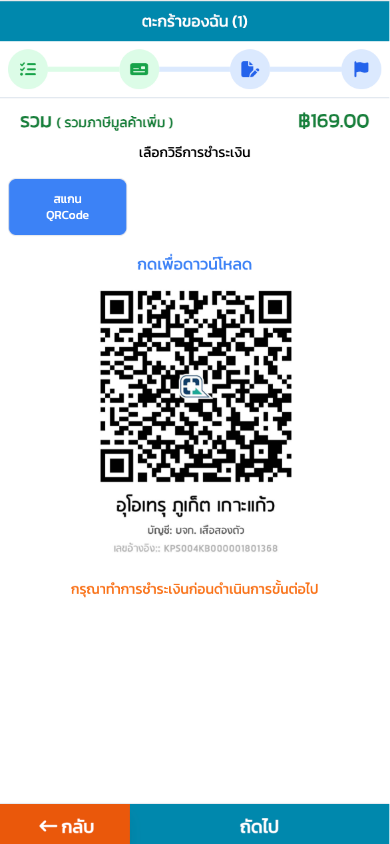 ตะกร้าของฉัน (1)
รวม ( รวมภาษีมูลค้าเพิ่ม ) ฿169.00
เลือกวิธีการชำระเงิน
สแกน
QRCode
กดเพื่อดาวน์โหลด
อุโอเทรุ ภูเก็ต เกาะแก้ว
บัญชี: บจก. เสือสองตัว
เลขอ้างอิง:: KPS004KB000001801368
กรุณาทำการชำระเงินก่อนดำเนินการขั้นต่อไป
← กลับ
ถัดไป